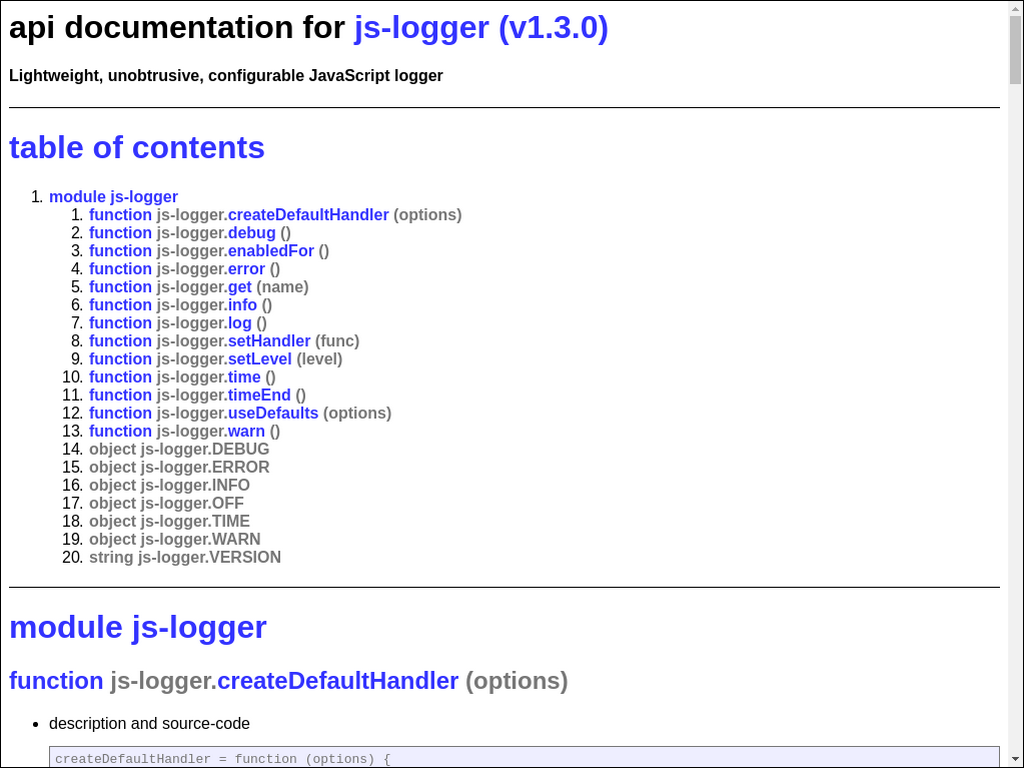 api documentation for js-logger (v1.3.0)
Lightweight, unobtrusive, configurable JavaScript logger
table of contents
1. module js-logger
1. function js-logger.createDefaultHandler (options)
2. function js-logger.debug ()
3. function js-logger.enabledFor ()
4. function js-logger.error ()
5. function js-logger.get (name)
6. function js-logger.info ()
7. function js-logger.log ()
8. function js-logger.setHandler (func)
9. function js-logger.setLevel (level)
10. function js-logger.time ()
11. function js-logger.timeEnd ()
12. function js-logger.useDefaults (options)
13. function js-logger.warn ()
14. object js-logger.DEBUG
15. object js-logger.ERROR
16. object js-logger.INFO
17. object js-logger.OFF
18. object js-logger.TIME
19. object js-logger.WARN
20. string js-logger.VERSION
module js-logger
function js-logger.createDefaultHandler (options)
• description and source-code
createDefaultHandler = function (options) {